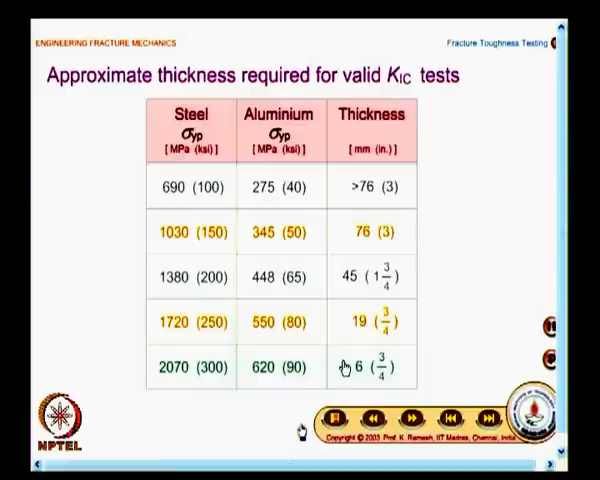 ENGINEERING FRACTURE MECHANICS
Fracture Toughness Testing
Approximate thickness required for valid KIC tests
Steel Aluminium Thickness
σyp σyp
[ MPa (ksi) ] [ MPa (ksi) ] [ mm (in.) ]
690 (100) 275 (40) >76 (3)
1030 (150) 345 (50) 76 (3)
1380 (200) 448 (65) 45 ( 1 3/4 )
1720 (250) 550 (80) 19 ( 3/4 )
2070 (300) 620 (90) 6 ( 3/4 )
NPTEL
Copyright © 2003 Prof. K. Ramesh, IIT Madras, Chennai, India